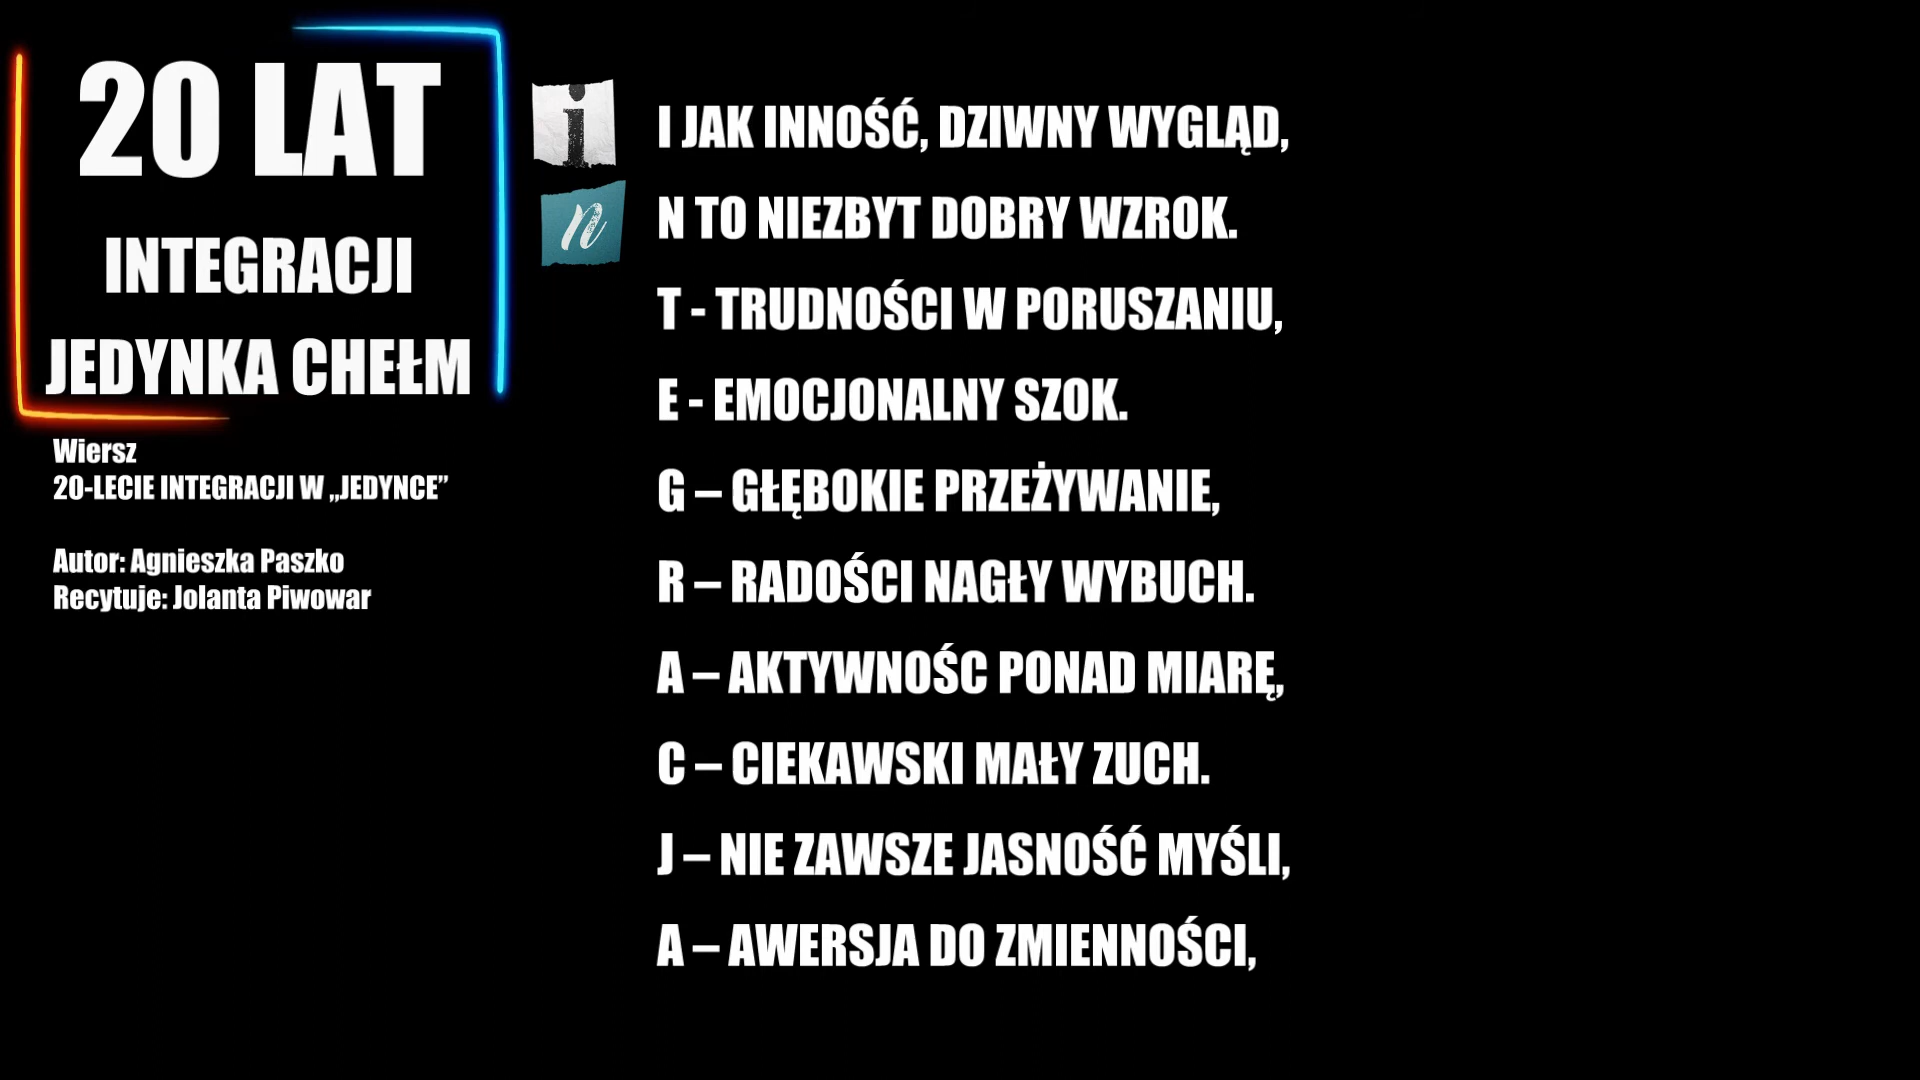 20 LAT
INTEGRACJI
JEDYNKA CHEŁM
Wiersz
20-LECIE INTEGRACJI W „JEDYNCE”
Autor: Agnieszka Paszko
Recytuje: Jolanta Piwowar
i
n
I JAK INNOŚĆ, DZIWNY WYGLĄD,
N TO NIEZBYT DOBRY WZROK.
T - TRUDNOŚCI W PORUSZANIU,
E - EMOCJONALNY SZOK.
G – GŁĘBOKIE PRZEŻYWANIE,
R – RADOŚCI NAGŁY WYBUCH.
A – AKTYWNOŚC PONAD MIARĘ,
C – CIEKAWSKI MAŁY ZUCH.
J – NIE ZAWSZE JASNOŚĆ MYŚLI,
A – AWERSJA DO ZMIENNOŚCI,